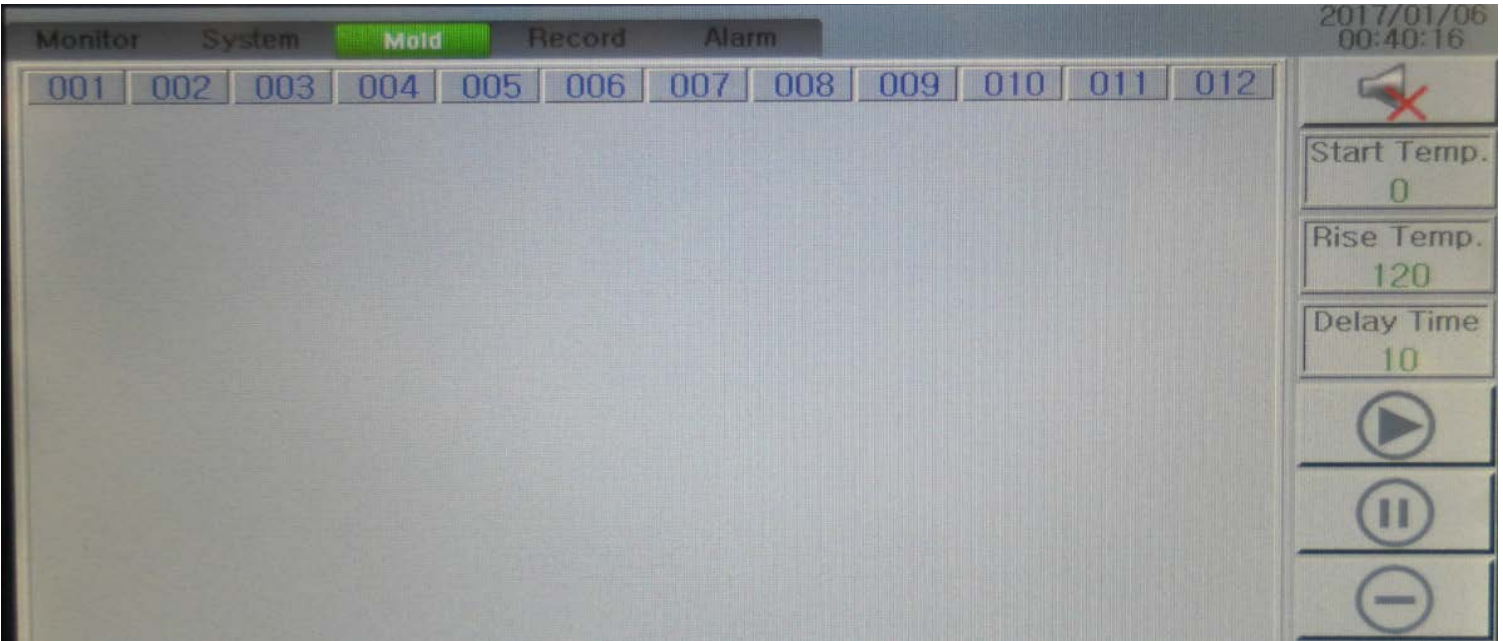 Monitor System Mold Record Alarm
2017/01/06
00:40:16
001 002 003 004 005 006 007 008 009 010 011 012
Start Temp.
0
Rise Temp.
120
Delay Time
10